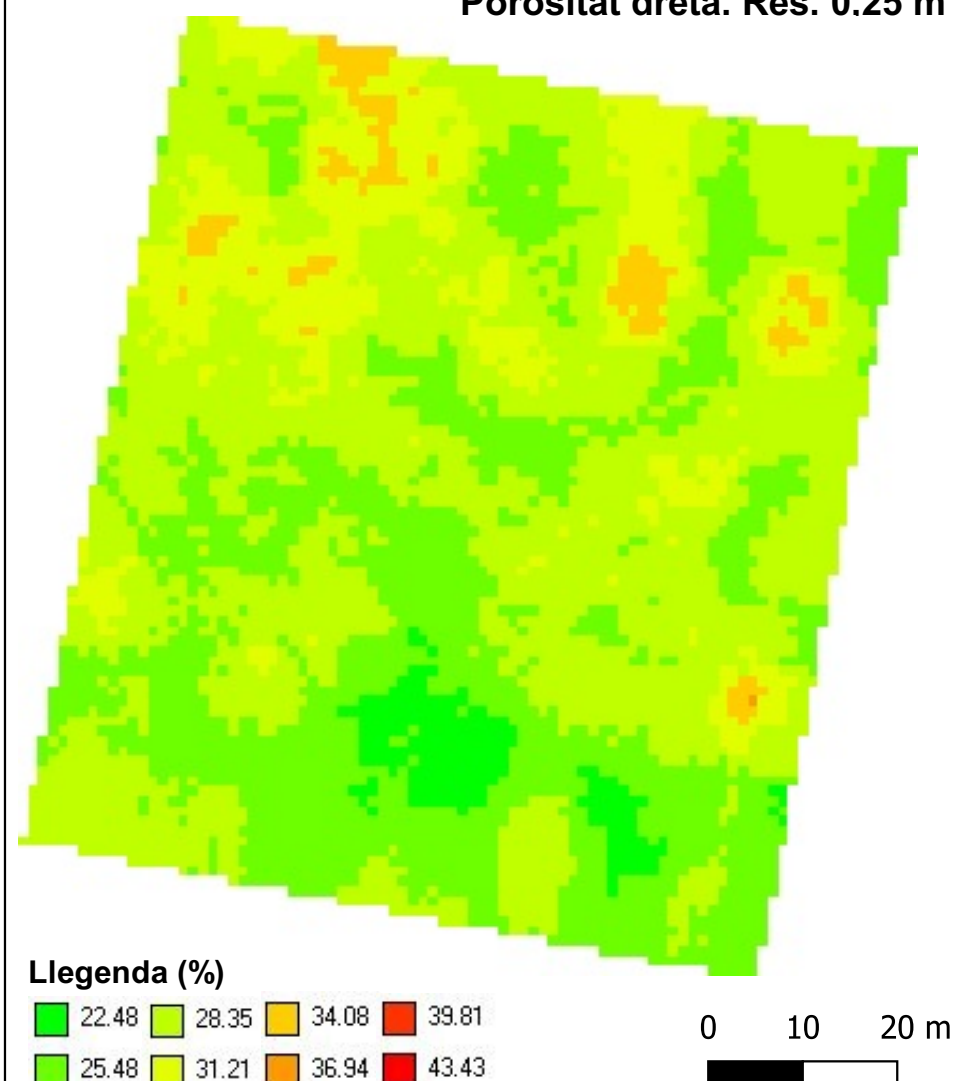 Porositat dreta. Res. 0,25 m
Llegenda (%)
22.48 28.35 34.08 39.81
25.48 31.21 36.94 43.43
0 10 20 m